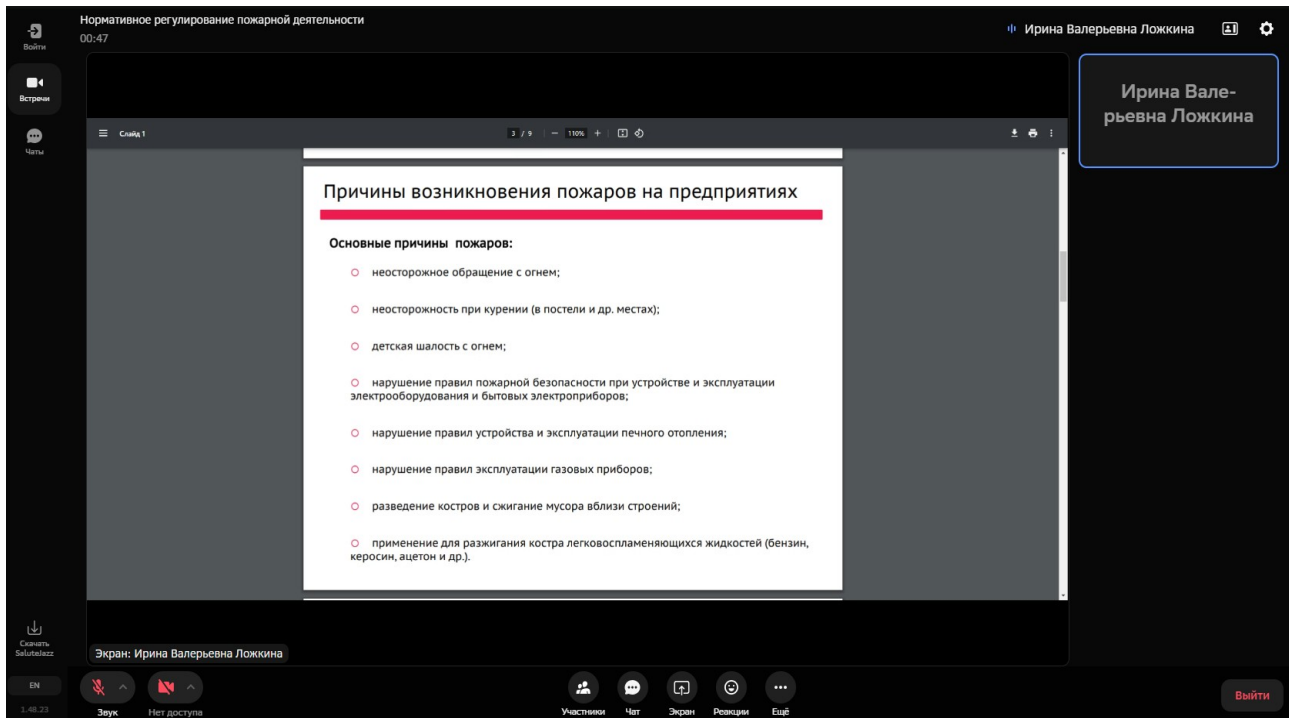 Войти
Встречи
Чаты
Нормативное регулирование пожарной деятельности
00:47
Ирина Валерьевна Ложкина
Ирина Вале-
рьевна Ложкина
Слайд 1
3 / 9
110%
Причины возникновения пожаров на предприятиях
Основные причины пожаров:
неосторожное обращение с огнем;
неосторожность при курении (в постели и др. местах);
детская шалость с огнем;
нарушение правил пожарной безопасности при устройстве и эксплуатации
электрооборудования и бытовых электроприборов;
нарушение правил устройства и эксплуатации печного отопления;
нарушение правил эксплуатации газовых приборов;
разведение костров и сжигание мусора вблизи строений;
применение для разжигания костра легковоспламеняющихся жидкостей (бензин,
керосин, ацетон и др.).
Экран: Ирина Валерьевна Ложкина
Скачать
SaluteJazz
EN
1.48.23
Звук
Нет доступа
Участники
Чат
Экран
Реакции
Ещё
Выйти